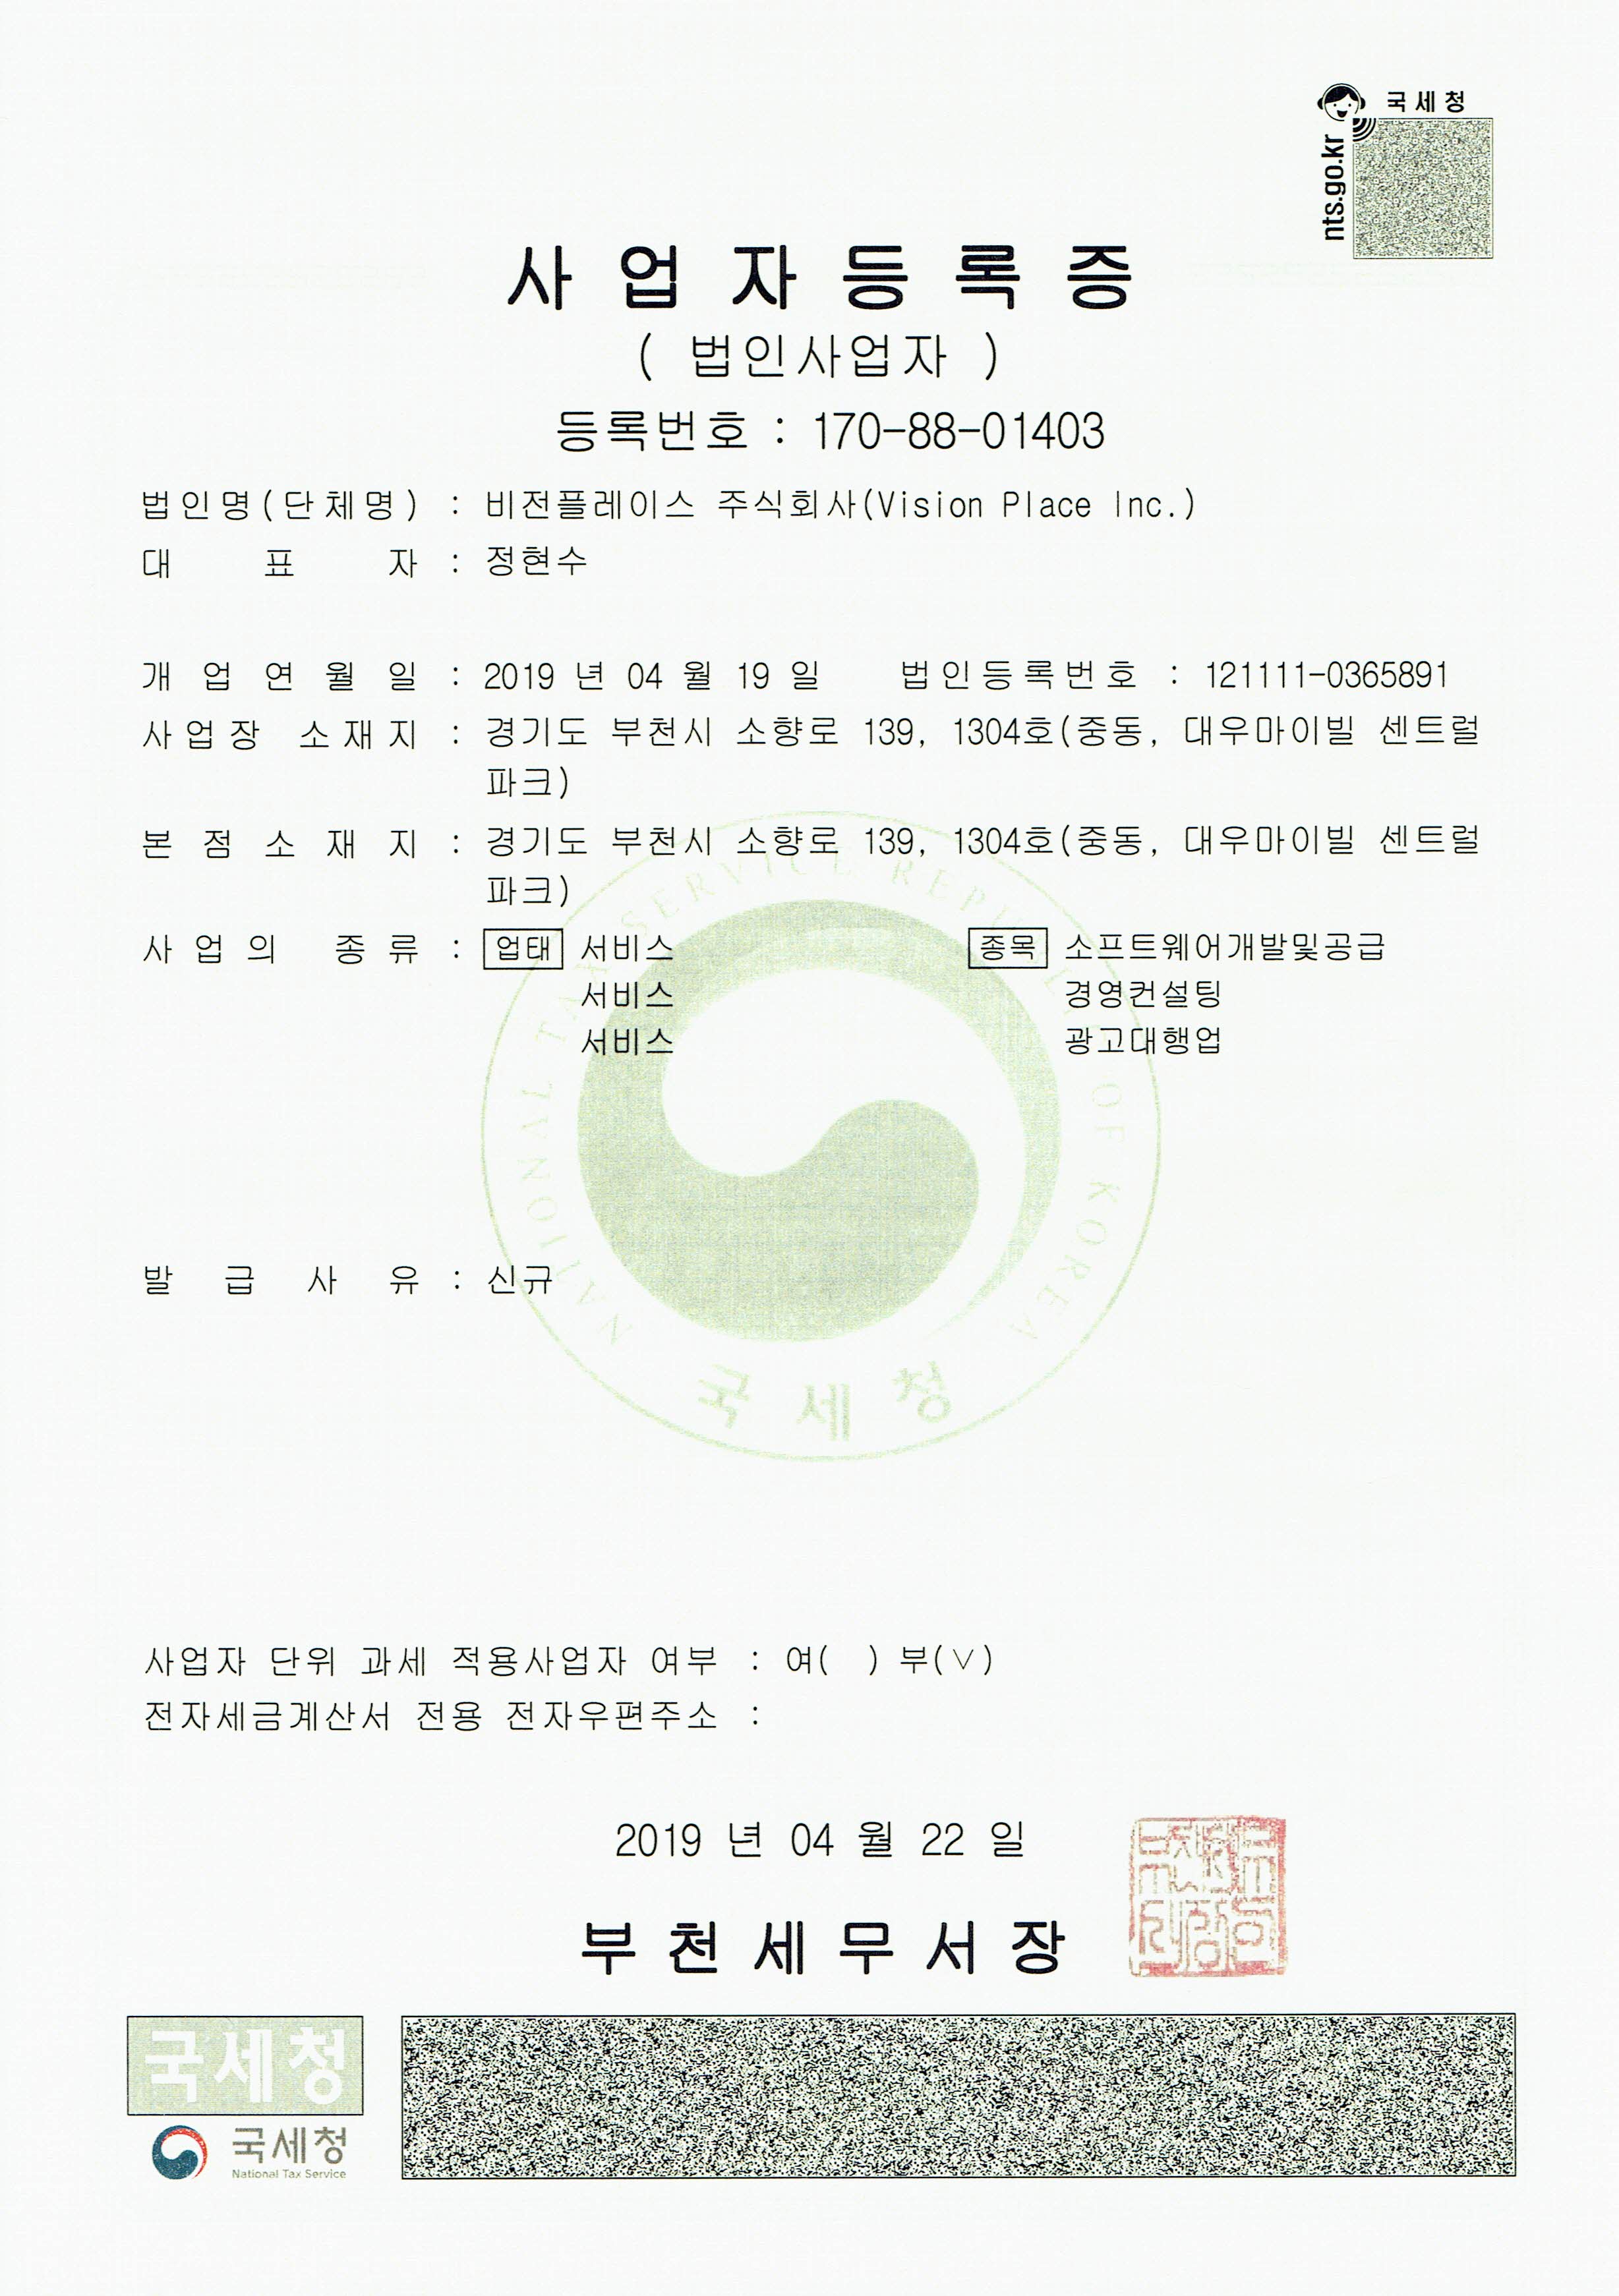 국세청
nts.go.kr
사업자등록증
( 법인사업자 )
등록번호 : 170-88-01403
법인명(단체명) : 비전플레이스 주식회사(Vision Place Inc.)
대 표 자 : 정현수
개 업 연 월 일 : 2019 년 04 월 19 일 법인등록번호 : 121111-0365891
사업장 소재지 : 경기도 부천시 소향로 139, 1304호(중동, 대우마이빌 센트럴
파크)
본 점 소 재 지 : 경기도 부천시 소향로 139, 1304호(중동, 대우마이빌 센트럴
파크)
사 업 의 종 류 : 업태 서비스 종목 소프트웨어개발및공급
서비스 경영컨설팅
서비스 광고대행업
NATIONAL TAX SERVICE REPUBLIC OF KOREA
발 급 사 유 : 신규
국세청
사업자 단위 과세 적용사업자 여부 : 여( ) 부(∨)
전자세금계산서 전용 전자우편주소 :
2019 년 04 월 22 일
부천세무서장
국세청
국세청
National Tax Service